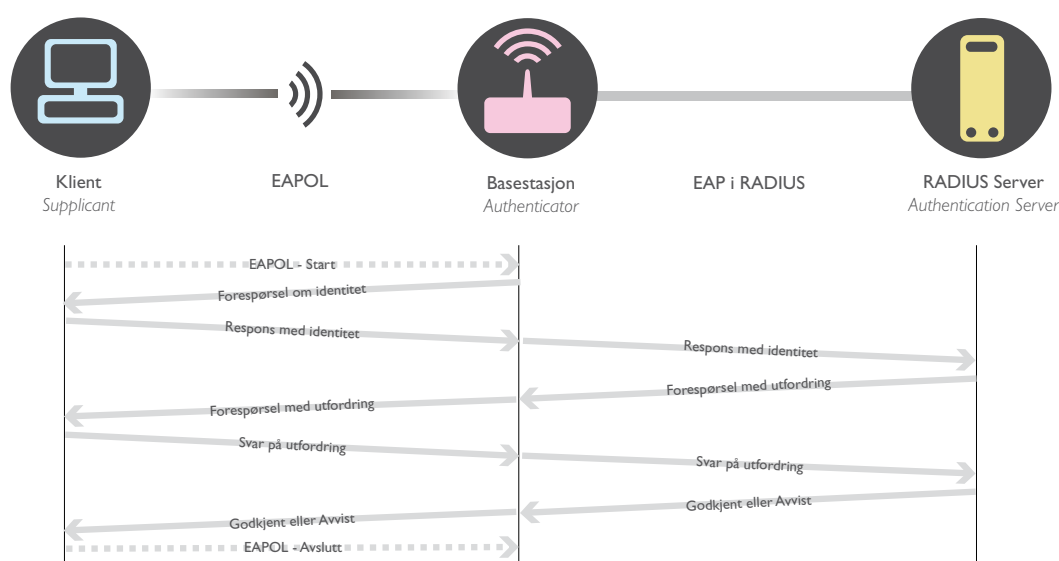 Klient
Supplicant
EAPOL
Basestasjon
Authenticator
EAP i RADIUS
RADIUS Server
Authentication Server
EAPOL - Start
Forespørsel om identitet
Respons med identitet
Respons med identitet
Forespørsel med utfordring
Forespørsel med utfordring
Svar på utfordring
Svar på utfordring
Godkjent eller Avvist
Godkjent eller Avvist
EAPOL - Avslutt